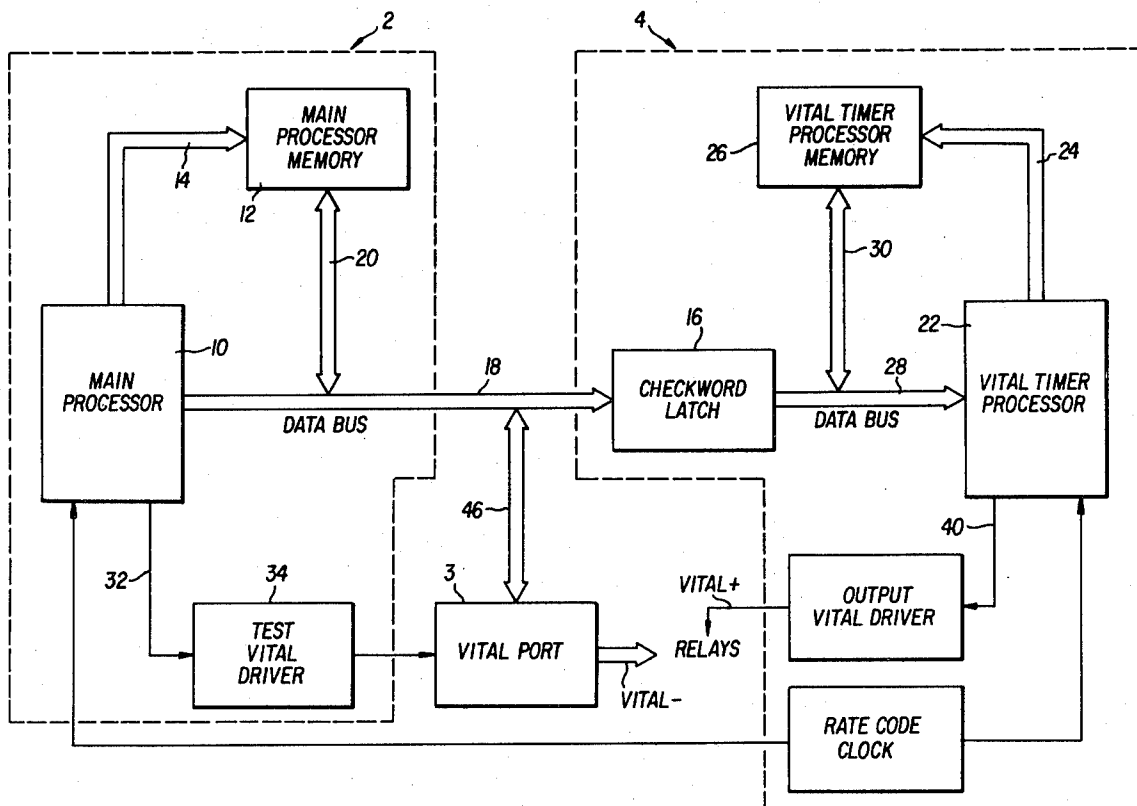 2
4
MAIN
PROCESSOR
MEMORY
14
12
20
VITAL TIMER
PROCESSOR
MEMORY
26
24
30
MAIN
PROCESSOR
10
18
DATA BUS
16
CHECKWORD
LATCH
28
DATA BUS
22
VITAL TIMER
PROCESSOR
46
32
34
TEST
VITAL
DRIVER
3
VITAL PORT
VITAL+
RELAYS
VITAL-
40
OUTPUT
VITAL DRIVER
RATE CODE
CLOCK